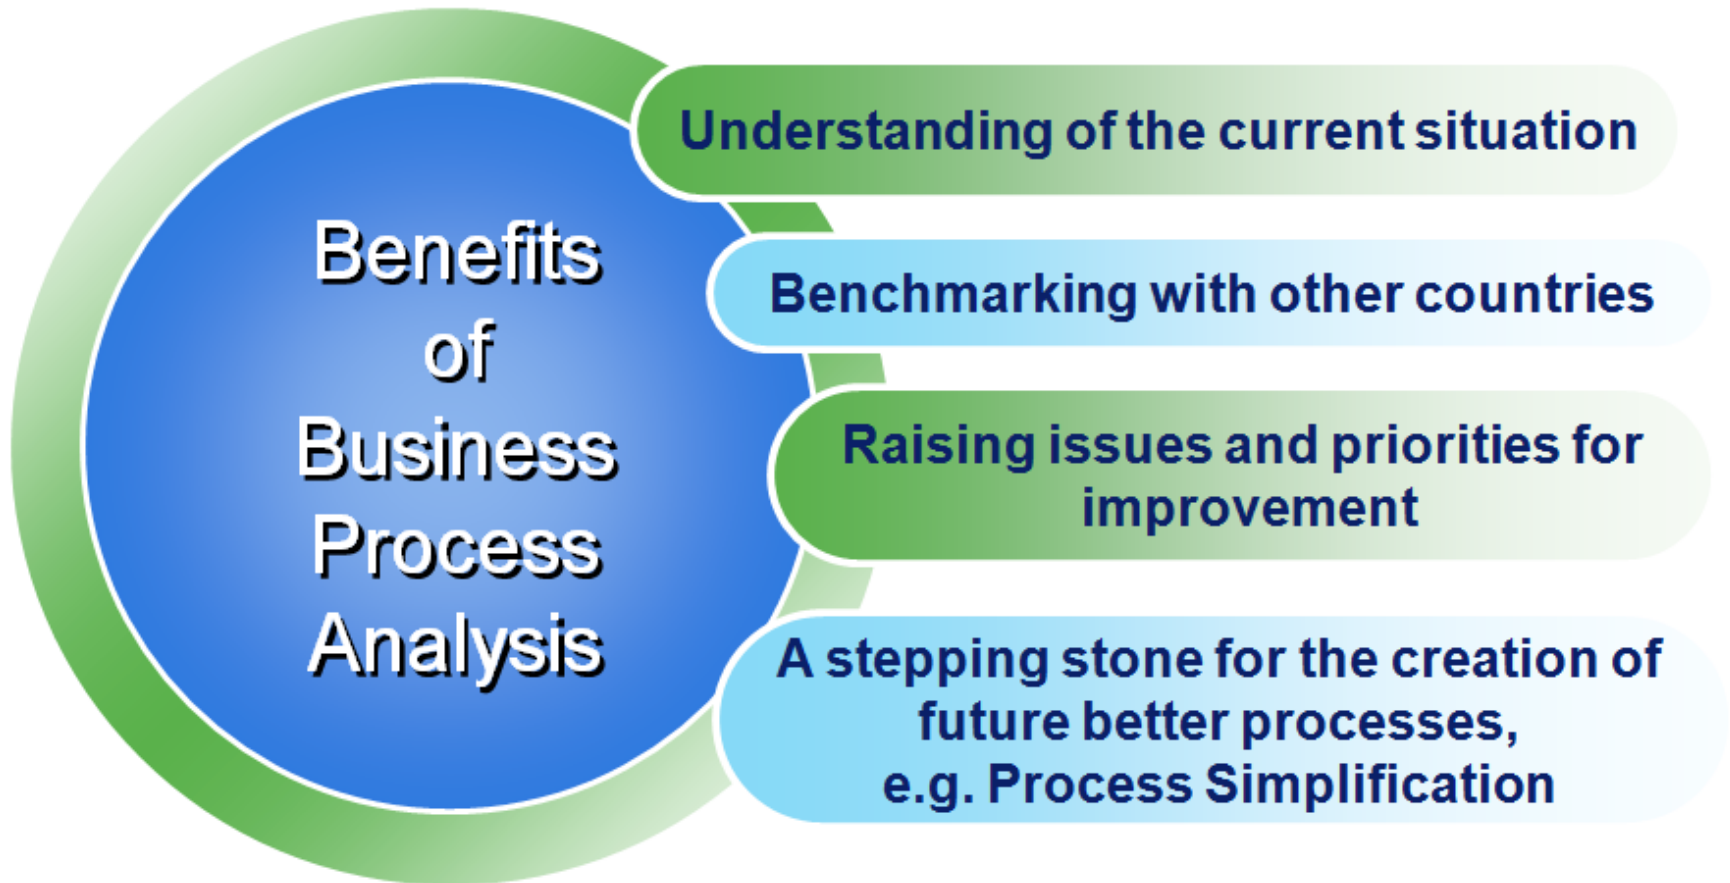 Benefits
of
Business
Process
Analysis
Understanding of the current situation
Benchmarking with other countries
Raising issues and priorities for
improvement
A stepping stone for the creation of
future better processes,
e.g. Process Simplification